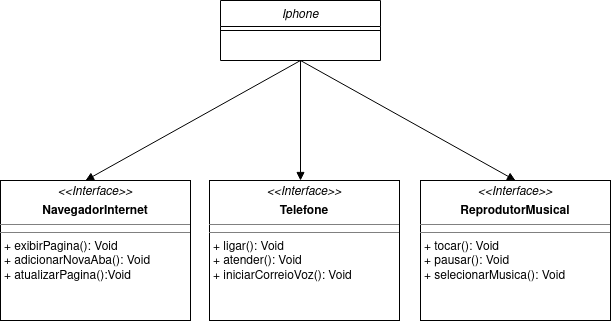 Iphone
<<Interface>>
NavegadorInternet
+ exibirPagina(): Void
+ adicionarNovaAba(): Void
+ atualizarPagina():Void
<<Interface>>
Telefone
+ ligar(): Void
+ atender(): Void
+ iniciarCorreioVoz(): Void
<<Interface>>
ReprodutorMusical
+ tocar(): Void
+ pausar(): Void
+ selecionarMusica(): Void